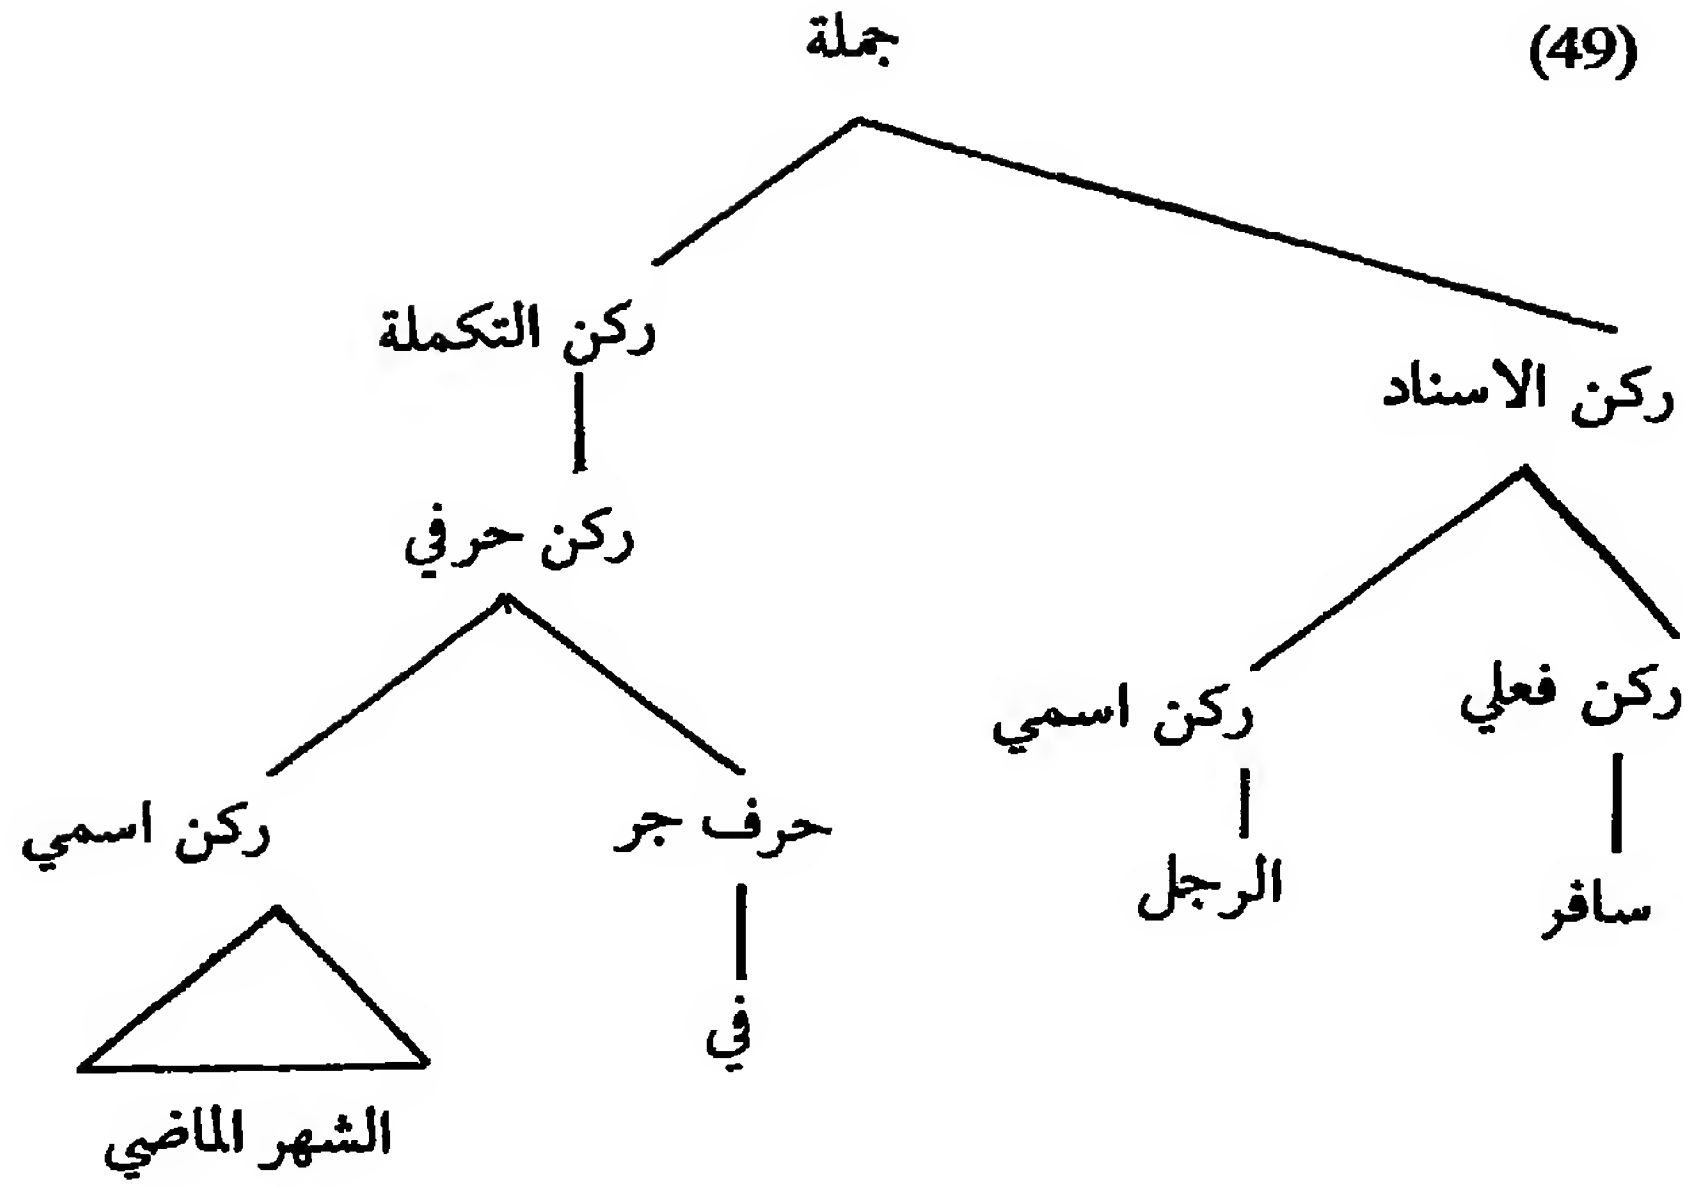 (49)
جملة
ركن الاسناد
ركن التكملة
ركن حرفي
ركن فعلي
ركن اسمي
حرف جر
ركن اسمي
سافر
الرجل
في
الشهر الماضي